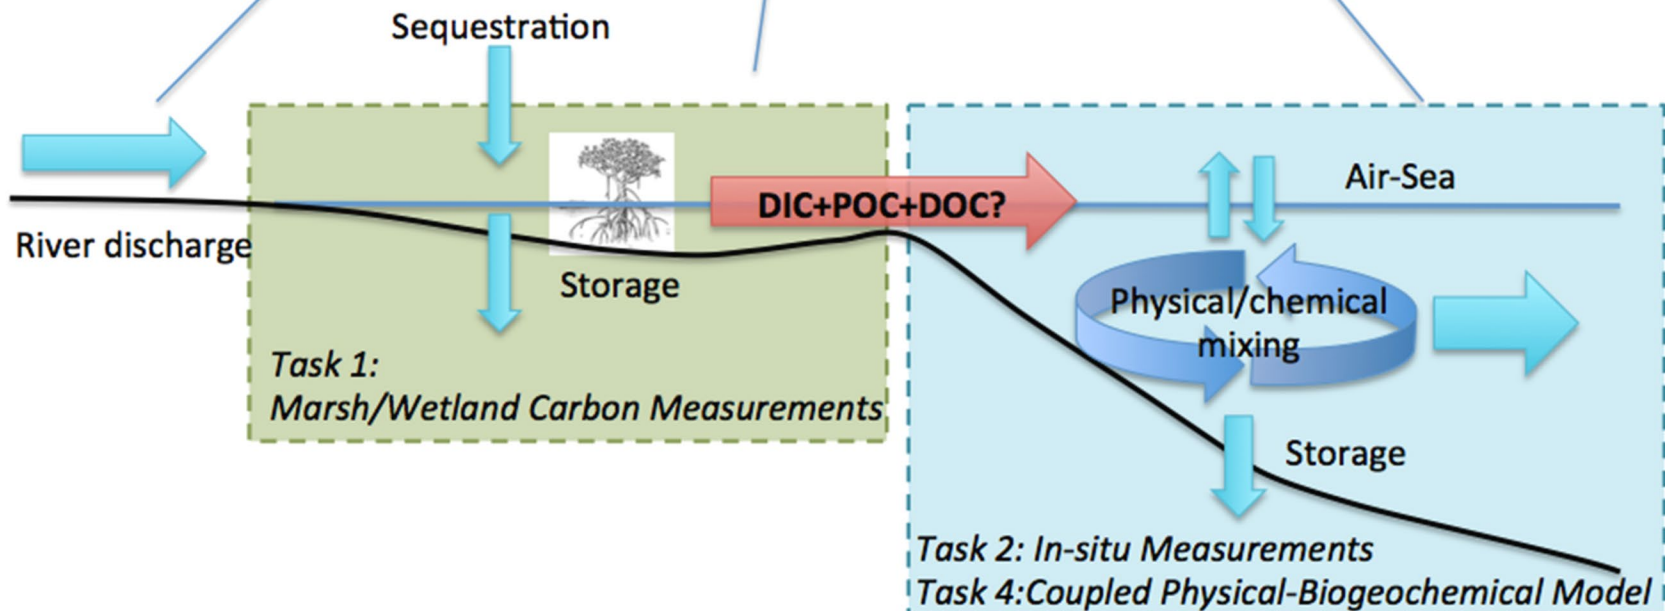 Sequestration
River discharge
Storage
Task 1:
Marsh/Wetland Carbon Measurements
DIC+POC+DOC?
Air-Sea
Physical/chemical
mixing
Storage
Task 2: In-situ Measurements
Task 4:Coupled Physical-Biogeochemical Model